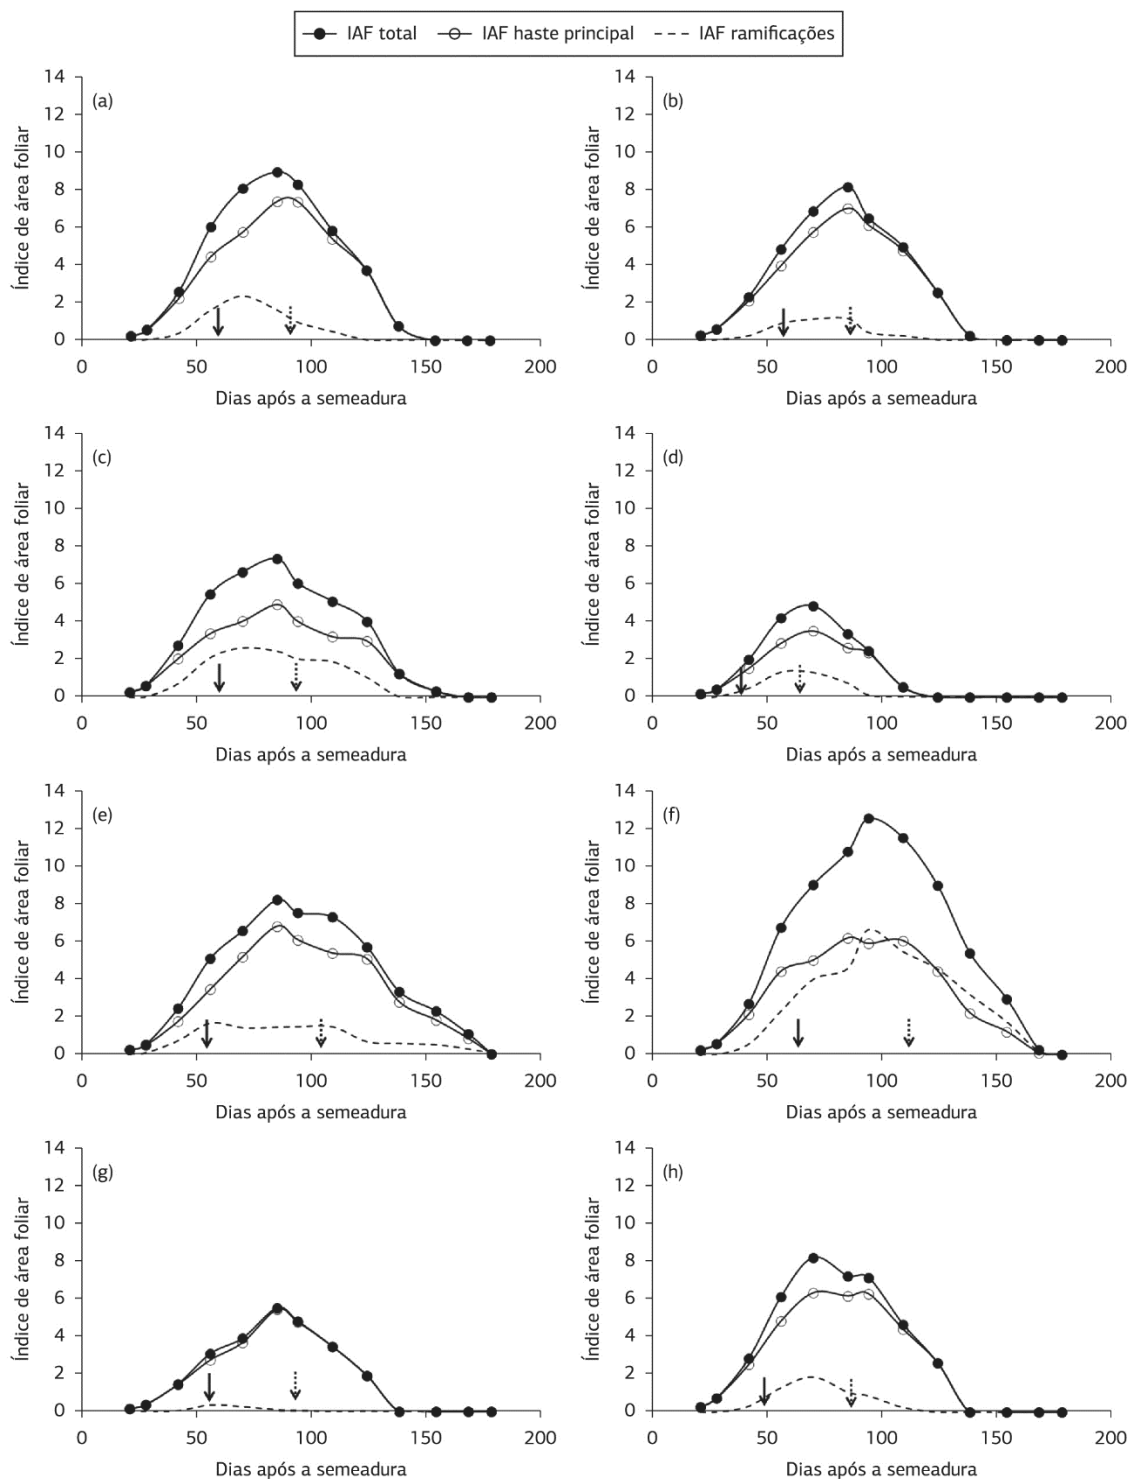 IAF total IAF haste principal IAF ramificações
(a)
Índice de área foliar
14
12
10
8
6
4
2
0
0 50 100 150 200
Dias após a semeadura
(b)
Índice de área foliar
14
12
10
8
6
4
2
0
0 50 100 150 200
Dias após a semeadura
(c)
Índice de área foliar
14
12
10
8
6
4
2
0
0 50 100 150 200
Dias após a semeadura
(d)
Índice de área foliar
14
12
10
8
6
4
2
0
0 50 100 150 200
Dias após a semeadura
(e)
Índice de área foliar
14
12
10
8
6
4
2
0
0 50 100 150 200
Dias após a semeadura
(f)
Índice de área foliar
14
12
10
8
6
4
2
0
0 50 100 150 200
Dias após a semeadura
(g)
Índice de área foliar
14
12
10
8
6
4
2
0
0 50 100 150 200
Dias após a semeadura
(h)
Índice de área foliar
14
12
10
8
6
4
2
0
0 50 100 150 200
Dias após a semeadura